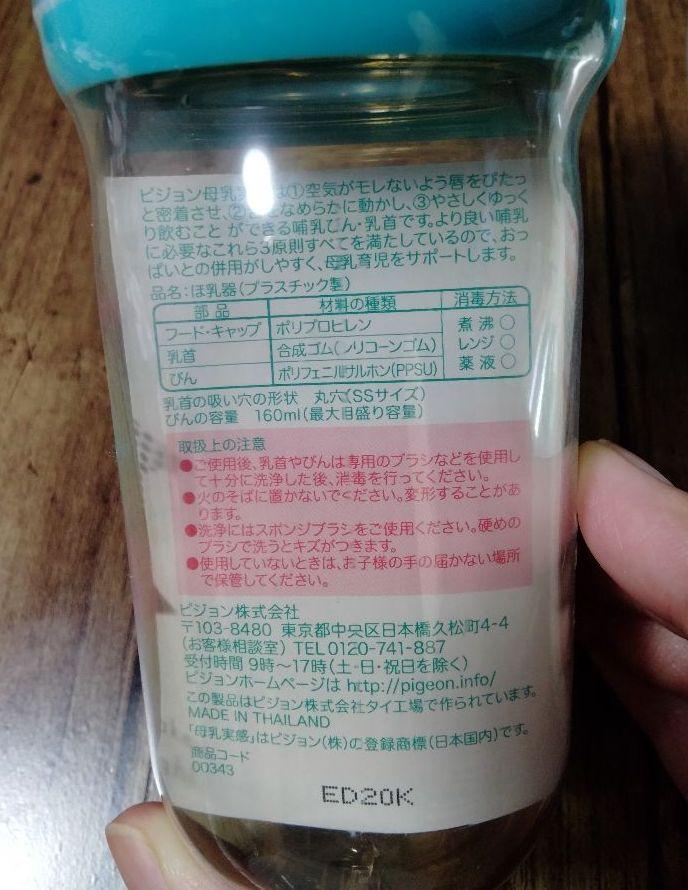 ピジョン母乳 は①空気がモレないよう唇をぴたっ
と密着させ、② なめらかに動かし、③やさしくゆっく
り飲むこと ができる哺乳びん・乳首です。より良い哺乳
に必要なこれら3原則すべてを満たしているので、おっ
ぱいとの併用がしやすく、母乳育児をサポートします。
品名:ほ乳器(プラスチック製)
部品 材料の種類 消毒方法
フード・キャップ ポリプロピレン 煮沸○
乳首 合成ゴム(シリコーンゴム) レンジ○
びん ポリフェニルサルホン(PPSU) 薬液○
乳首の吸い穴の形状 丸穴(SSサイズ)
びんの容量 160ml(最大目盛り容量)
取扱上の注意
●ご使用後、乳首やびんは専用のブラシなどを使用し
て十分に洗浄した後、消毒を行ってください。
●火のそばに置かないでください。変形することがあ
ります。
●洗浄にはスポンジブラシをご使用ください。硬めの
ブラシで洗うとキズがつきます。
●使用していないときは、お子様の手の届かない場所
で保管してください。
ピジョン株式会社
〒103-8480 東京都中央区日本橋久松町4-4
(お客様相談室) TEL 0120-741-887
受付時間 9時〜17時(土・日・祝日を除く)
ピジョンホームページは http://pigeon.info/
この製品はピジョン株式会社タイ工場で作られています。
MADE IN THAILAND
「母乳実感」はピジョン(株)の登録商標(日本国内)です。
商品コード
00343
ED20K